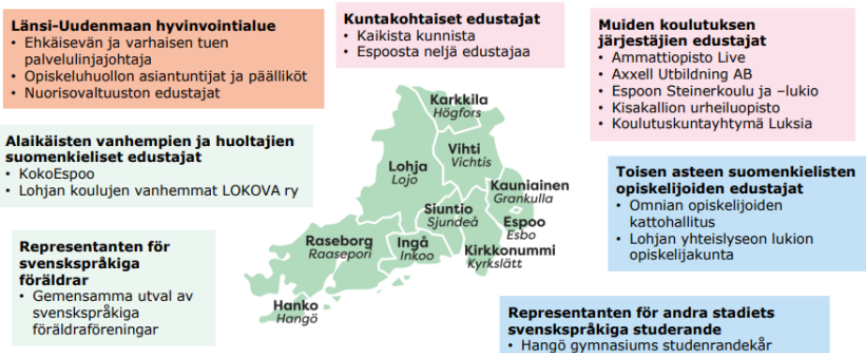 Länsi-Uudenmaan hyvinvointialue
• Ehkäisevän ja varhaisen tuen
palvelulinjajohtaja
• Opiskeluhuollon asiantuntijat ja päälliköt
• Nuorisovaltuuston edustajat
Kuntakohtaiset edustajat
• Kaikista kunnista
• Espoosta neljä edustajaa
Muiden koulutuksen
järjestäjien edustajat
• Ammattiopisto Live
• Axxell Utbildning AB
• Espoon Steinerkoulu ja –lukio
• Kisakallion urheiluopisto
• Koulutuskuntayhtymä Luksia
Alaikäisten vanhempien ja huoltajien
suomenkieliset edustajat
• KokoEspoo
• Lohjan koulujen vanhemmat LOKOVA ry
Karkkila
Högfors
Vihti
Vichtis
Lohja
Lojo
Kauniainen
Grankulla
Siuntio
Sjundeå
Espoo
Esbo
Raseborg
Raasepori
Ingå
Inkoo
Kirkkonummi
Kyrkslätt
Hanko
Hangö
Toisen asteen suomenkielisten
opiskelijoiden edustajat
• Omnian opiskelijoiden
kattohallitus
• Lohjan yhteislyseon lukion
opiskelijakunta
Representanten för
svenskspråkiga
föräldrar
• Gemensamma utval av
svenskspråkiga
föräldraföreningar
Representanten för andra stadiets
svenskspråkiga studerande
• Hangö gymnasiums studenrandekår